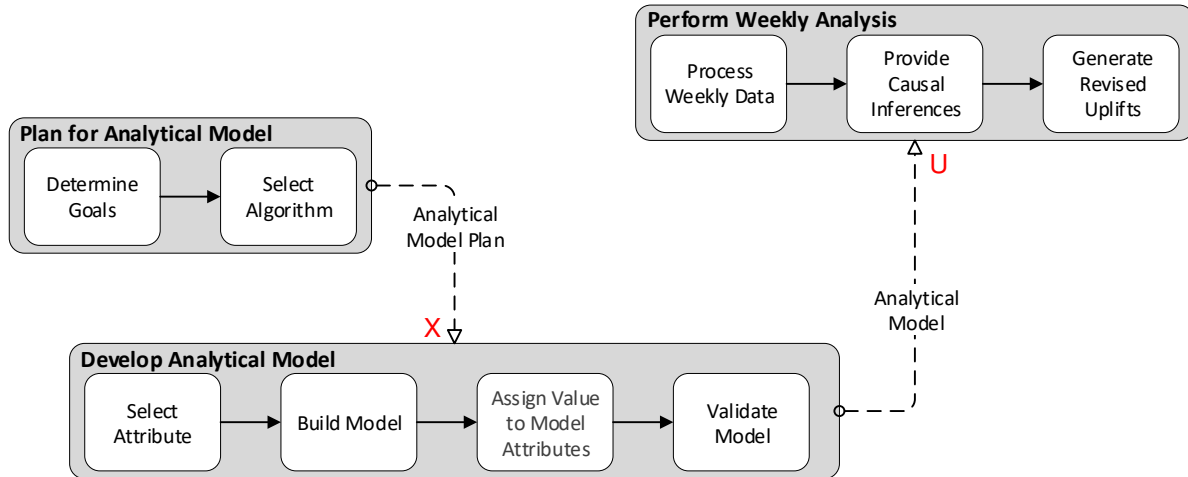 Perform Weekly Analysis
Process
Weekly Data
Provide
Causal
Inferences
Generate
Revised
Uplifts
U
Plan for Analytical Model
Determine
Goals
Select
Algorithm
Analytical
Model Plan
X
Analytical
Model
Develop Analytical Model
Select
Attribute
Build Model
Assign Value
to Model
Attributes
Validate
Model